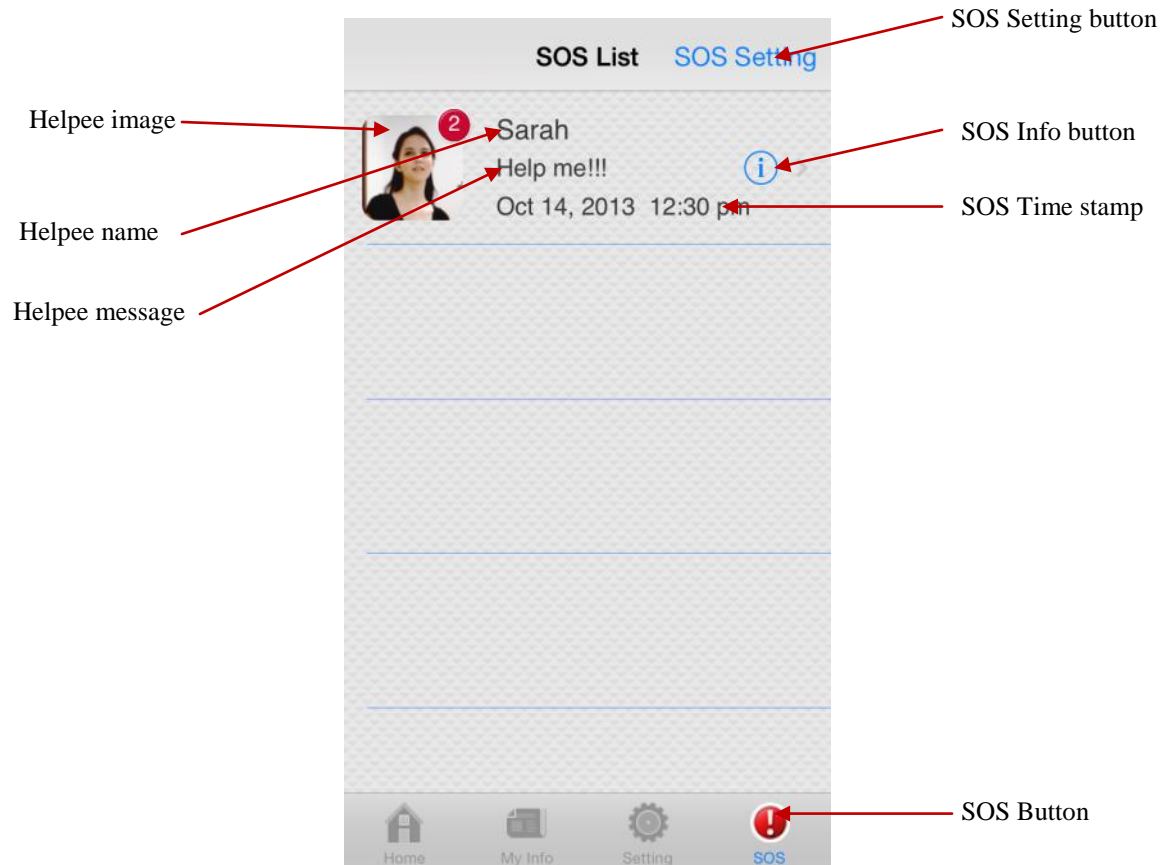 SOS Setting button
SOS List SOS Setting
Helpee image
2
Sarah
SOS Info button
Help me!!!
i
Oct 14, 2013 12:30 pm
SOS Time stamp
Helpee name
Helpee message
SOS Button
Home My Info Setting SOS